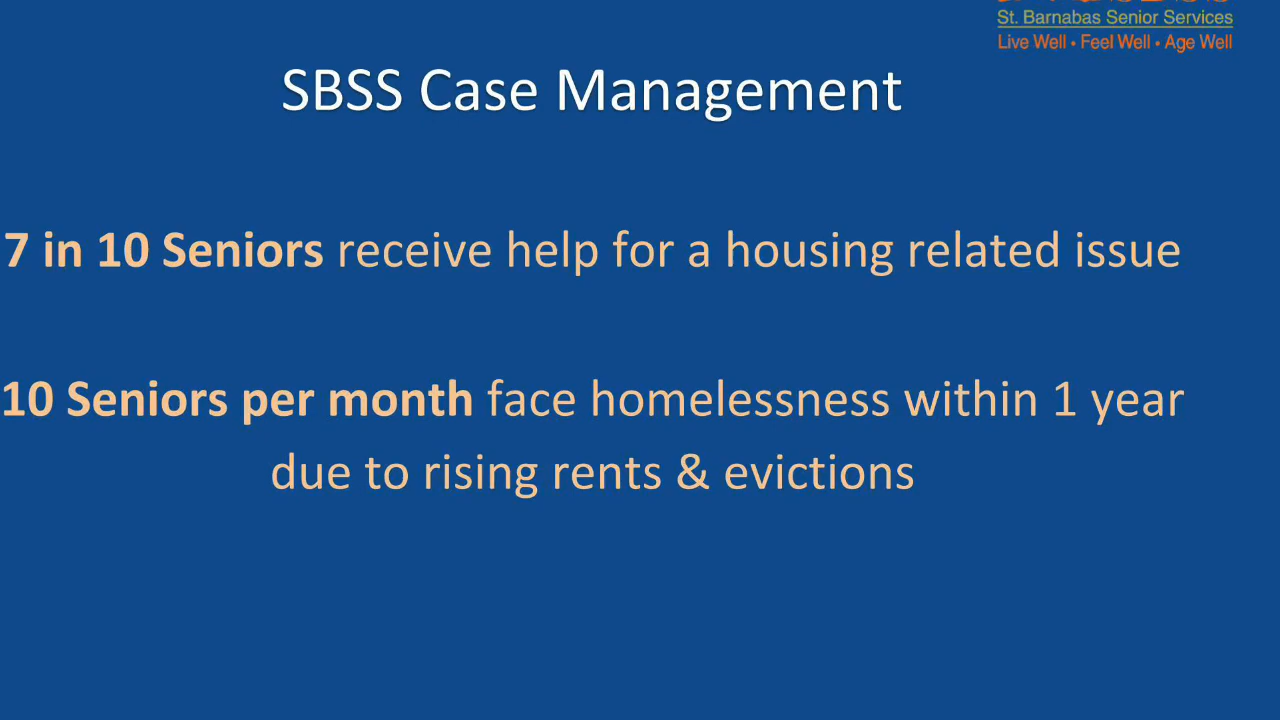 St. Barnabas Senior Services
Live Well • Feel Well • Age Well
SBSS Case Management
7 in 10 Seniors receive help for a housing related issue
10 Seniors per month face homelessness within 1 year
due to rising rents & evictions